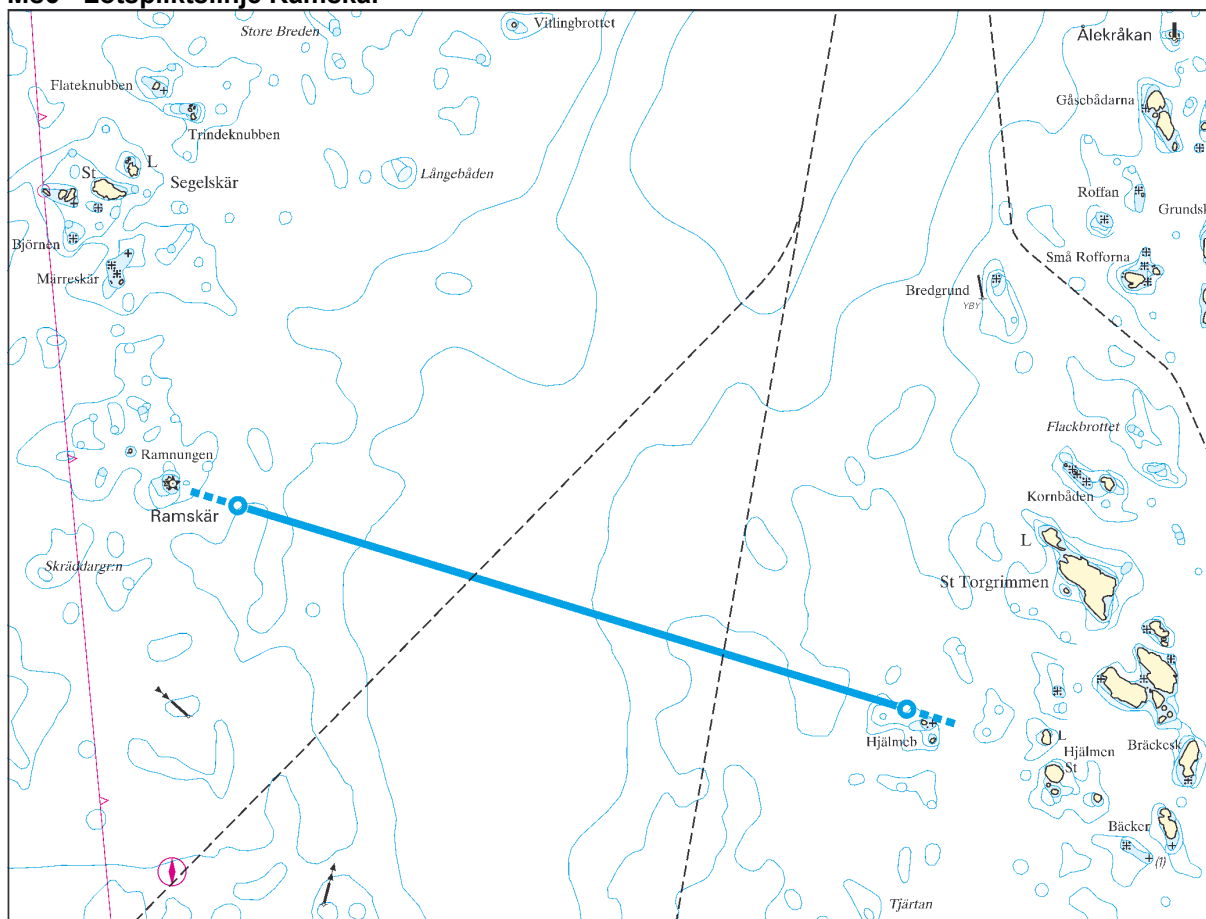 Store Breden
Vitlingbrottet
Ålekråkan
Flateknubben
Gåsebådarna
Trindeknubben
L
St
Segelskär
Långebåden
Roffan
Björnen
Små Rofforna
Märreskär
Bredgrund
YBY
Flackbrottet
Ramnungen
Kornbåden
Ramskär
L
Skräddargr:n
St Torgrimmen
Hjälmeb
L
Hjälmen
St
Bräckesk
Bäcker
(1)
Tjärtan